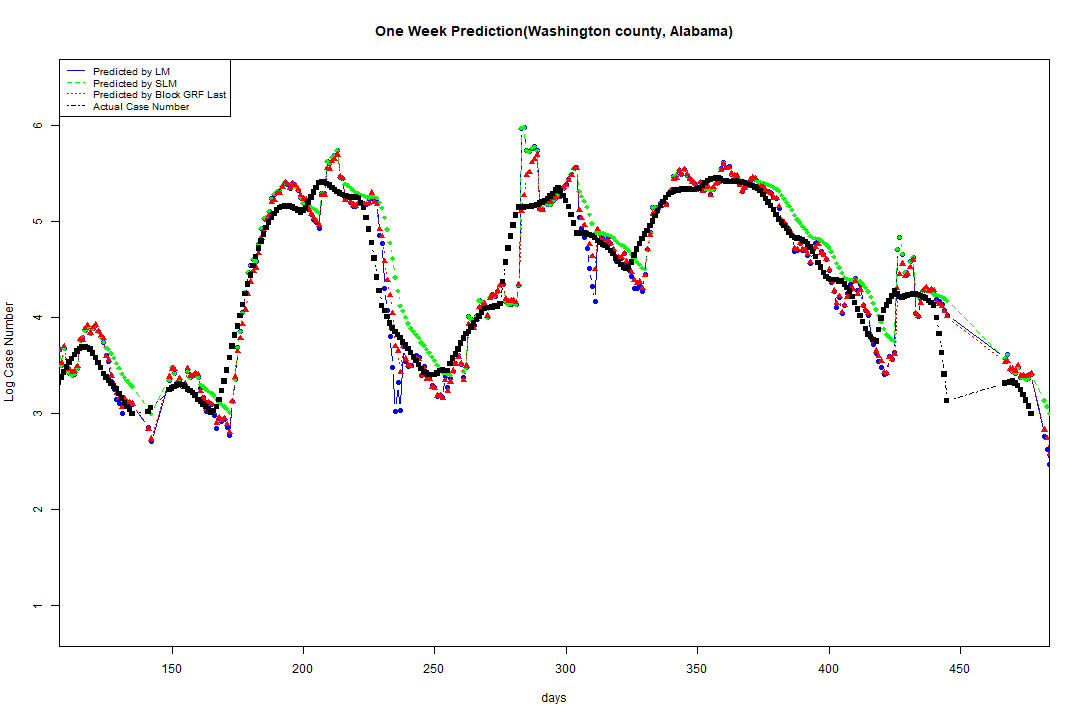 One Week Prediction(Washington county, Alabama)
Predicted by LM
Predicted by SLM
Predicted by Block GRF Last
Actual Case Number
Log Case Number
6
5
4
3
2
1
150 200 250 300 350 400 450
days